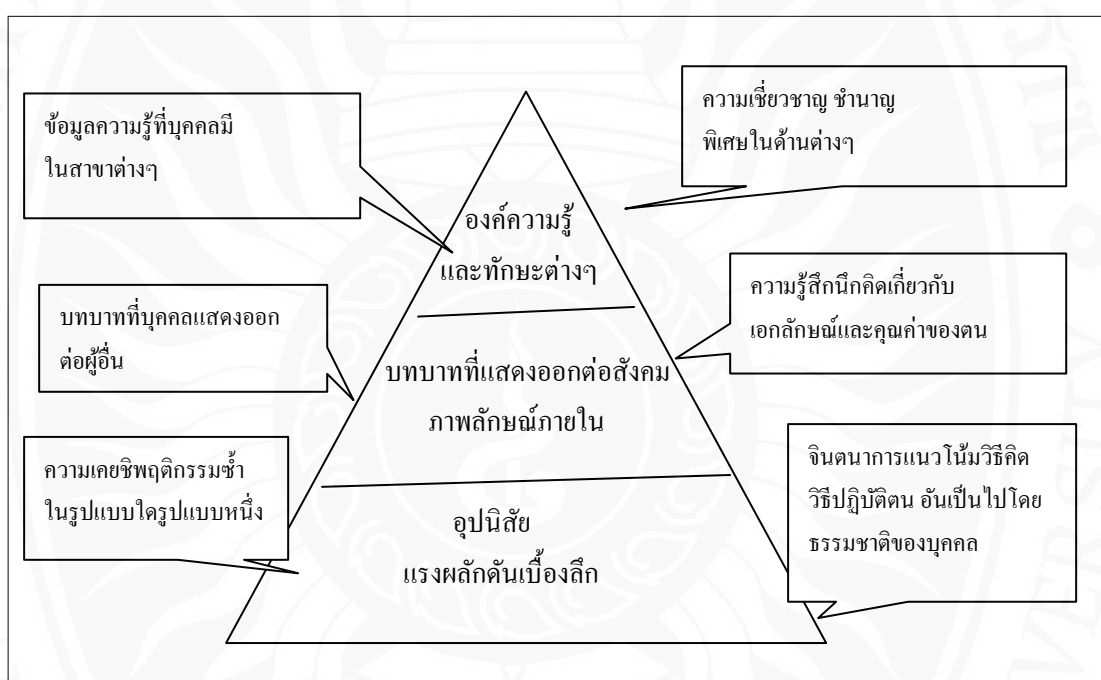 ข้อมูลความรู้ที่บุคคลมี
ในสาขาต่างๆ
ความเชี่ยวชาญ ชำนาญ
พิเศษในด้านต่างๆ
องค์ความรู้
และทักษะต่างๆ
บทบาทที่บุคคลแสดงออก
ต่อผู้อื่น
ความรู้สึกนึกคิดเกี่ยวกับ
เอกลักษณ์และคุณค่าของตน
บทบาทที่แสดงออกต่อสังคม
ภาพลักษณ์ภายใน
ความเคยชิพฤติกรรมซ้ำ
ในรูปแบบใดรูปแบบหนึ่ง
จินตนาการแนวโน้มวิธีคิด
วิธีปฏิบัติตน อันเป็นไปโดย
ธรรมชาติของบุคคล
อุปนิสัย
แรงผลักดันเบื้องลึก